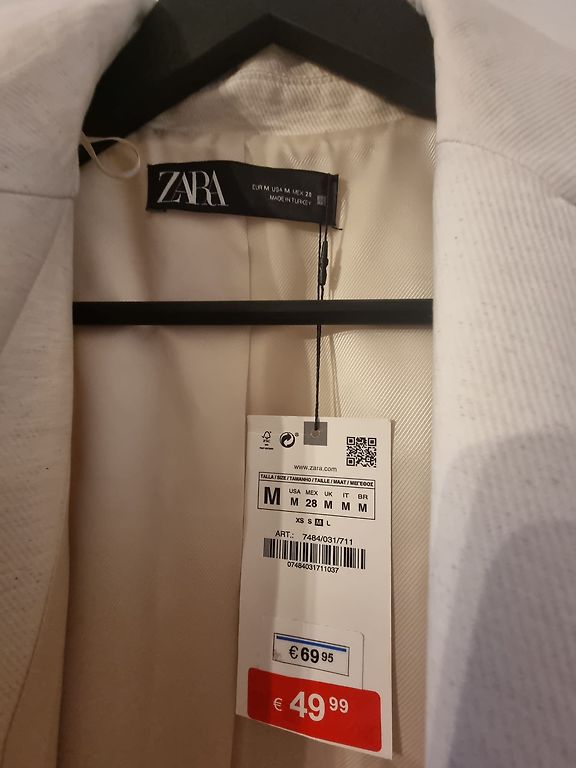 ZARA
EUR M USA M MEX 28
MADE IN TURKEY
FSC
www.zara.com
TALLA / SIZE / TAMANHO / TAILLE / MAAT / ΜΕΓΕΘΟΣ
M
USA MEX UK IT BR
M 28 M M M
XS S M L
ART.: 7484/031/711
07484031711037
€ 69 95
€ 49 99